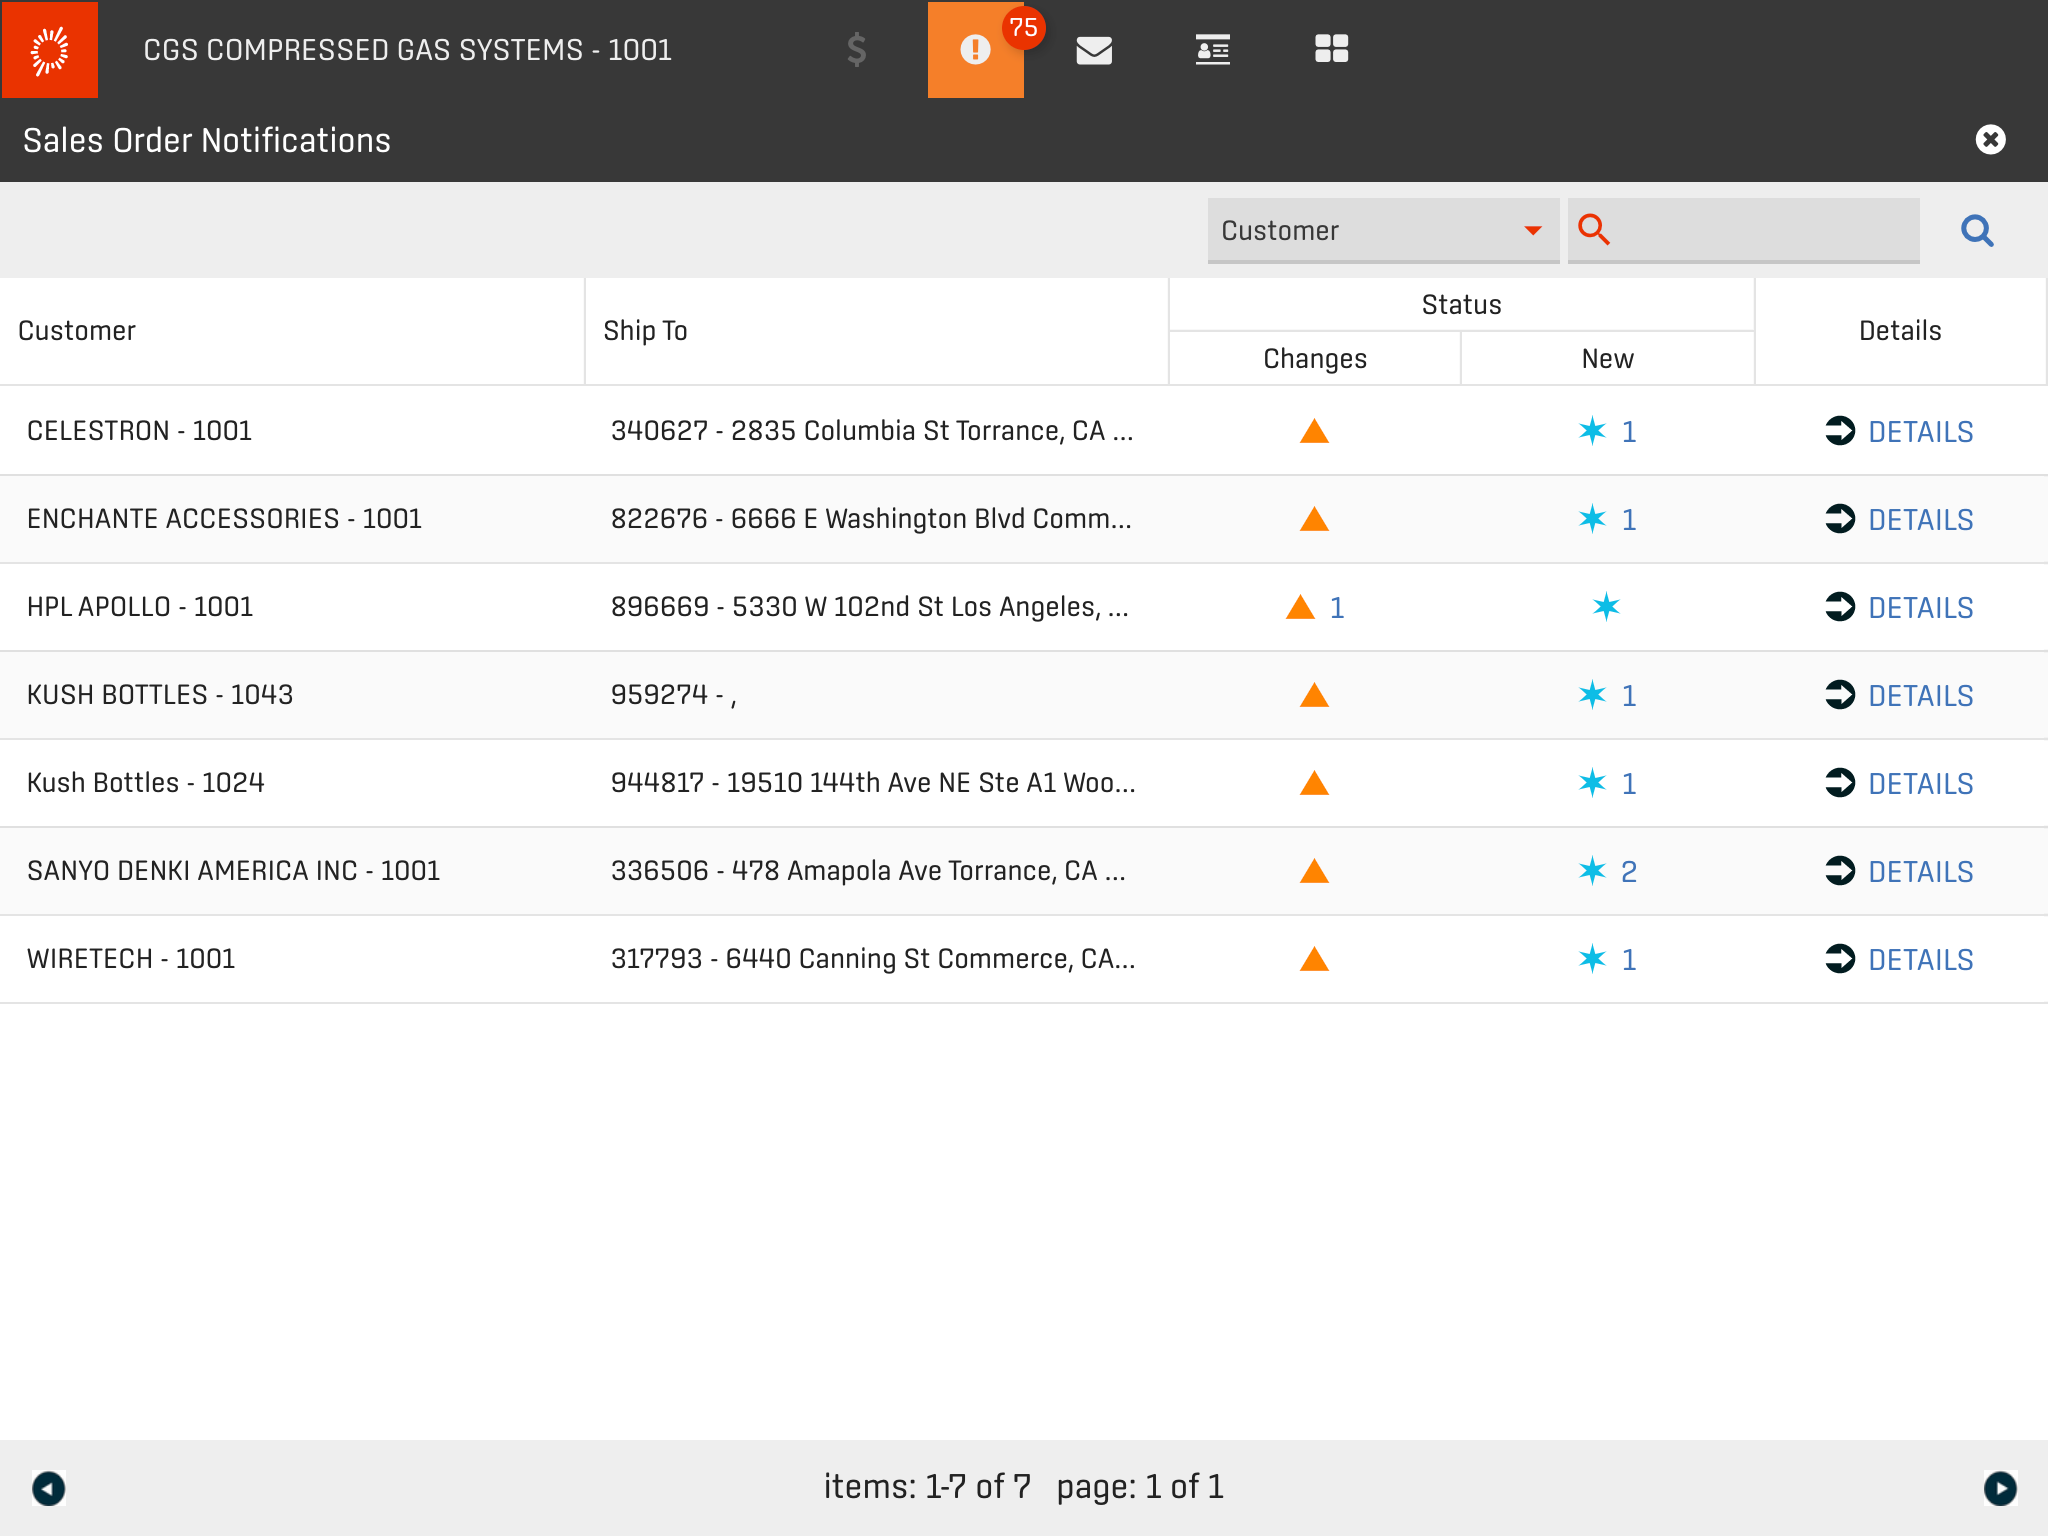 CGS COMPRESSED GAS SYSTEMS - 1001
75
Sales Order Notifications
Customer
Customer Ship To Status Details
Changes New
CELESTRON - 1001 340627 - 2835 Columbia St Torrance, CA ... 1 DETAILS
ENCHANTE ACCESSORIES - 1001 822676 - 6666 E Washington Blvd Comm... 1 DETAILS
HPL APOLLO - 1001 896669 - 5330 W 102nd St Los Angeles, ... 1 DETAILS
KUSH BOTTLES - 1043 959274 - , 1 DETAILS
Kush Bottles - 1024 944817 - 19510 144th Ave NE Ste A1 Woo... 1 DETAILS
SANYO DENKI AMERICA INC - 1001 336506 - 478 Amapola Ave Torrance, CA ... 2 DETAILS
WIRETECH - 1001 317793 - 6440 Canning St Commerce, CA... 1 DETAILS
items: 1-7 of 7 page: 1 of 1